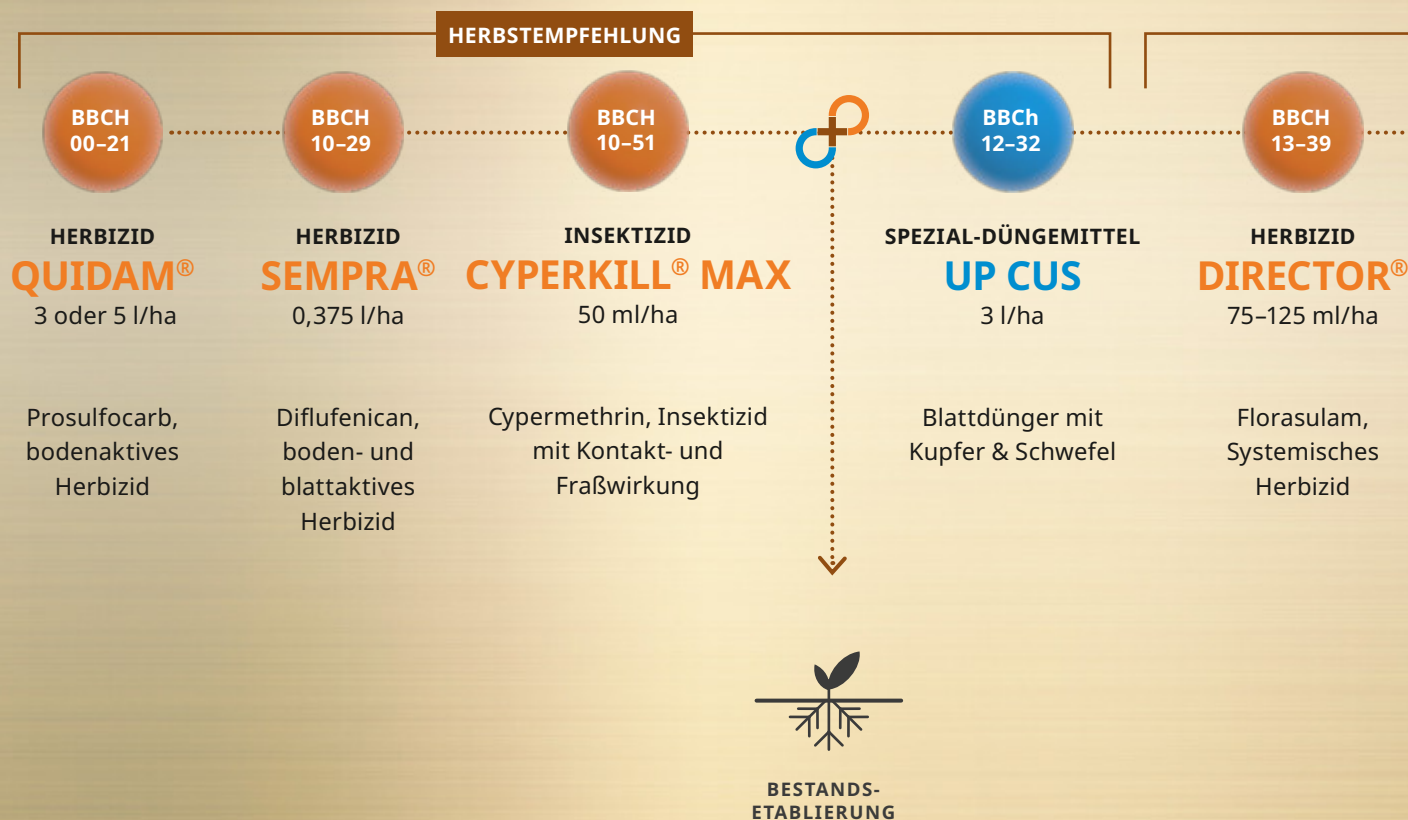 HERBSTEMPFEHLUNG
BBCH
00–21
HERBIZID
QUIDAM®
3 oder 5 l/ha
Prosulfocarb,
bodenaktives
Herbizid
BBCH
10–29
HERBIZID
SEMPRA®
0,375 l/ha
Diflufenican,
boden- und
blattaktives
Herbizid
BBCH
10–51
INSEKTIZID
CYPERKILL® MAX
50 ml/ha
Cypermethrin, Insektizid
mit Kontakt- und
Fraßwirkung
BBCh
12–32
SPEZIAL-DÜNGEMITTEL
UP CUS
3 l/ha
Blattdünger mit
Kupfer & Schwefel
BBCH
13–39
HERBIZID
DIRECTOR®
75–125 ml/ha
Florasulam,
Systemisches
Herbizid
BESTANDS-
ETABLIERUNG